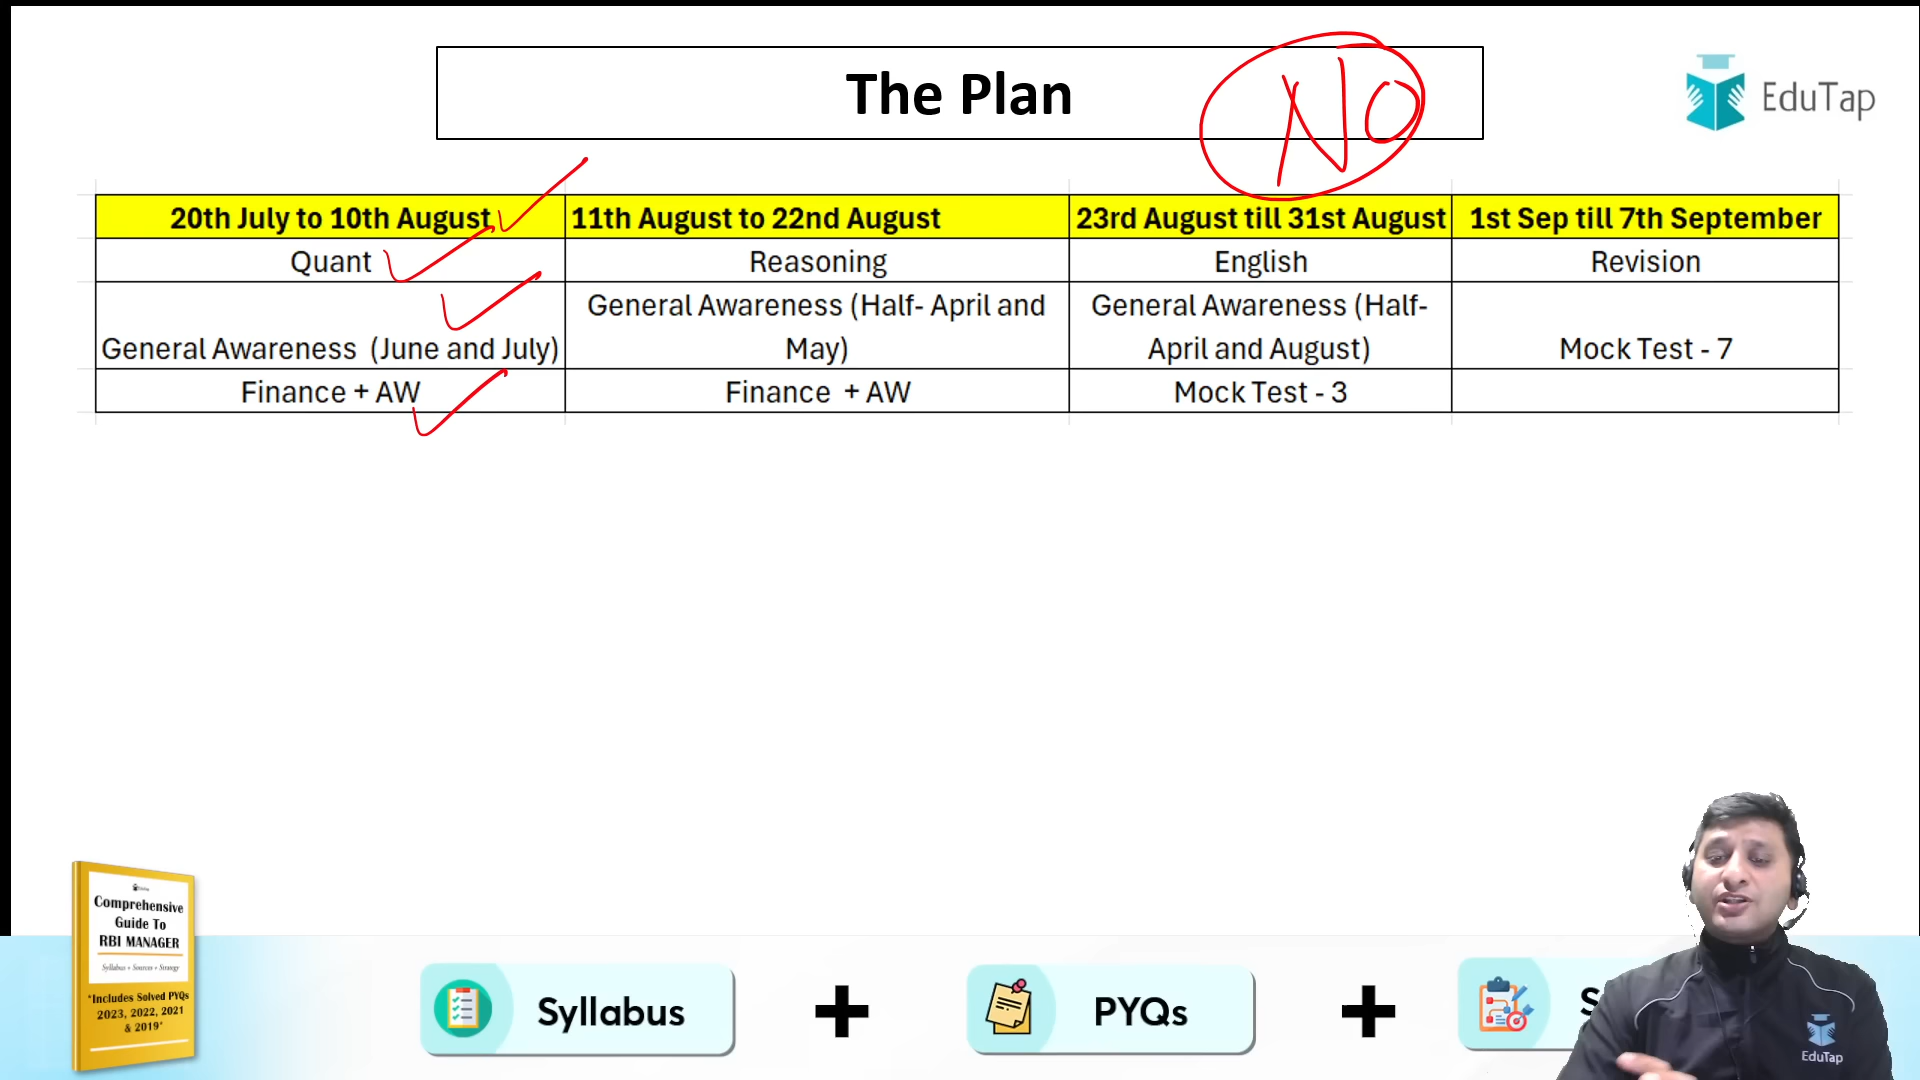 The Plan
NO
EduTap
20th July to 10th August
11th August to 22nd August
23rd August till 31st August
1st Sep till 7th September
Quant
Reasoning
English
Revision
General Awareness (June and July)
General Awareness (Half- April and
May)
General Awareness (Half-
April and August)
Mock Test - 7
Finance + AW
Finance + AW
Mock Test - 3
Comprehensive
Guide To
RBI MANAGER
Syllabus + Sources + Strategy
*Includes Solved PYQs
2023, 2022, 2021
& 2019*
Syllabus
+
PYQs
+
S
EduTap